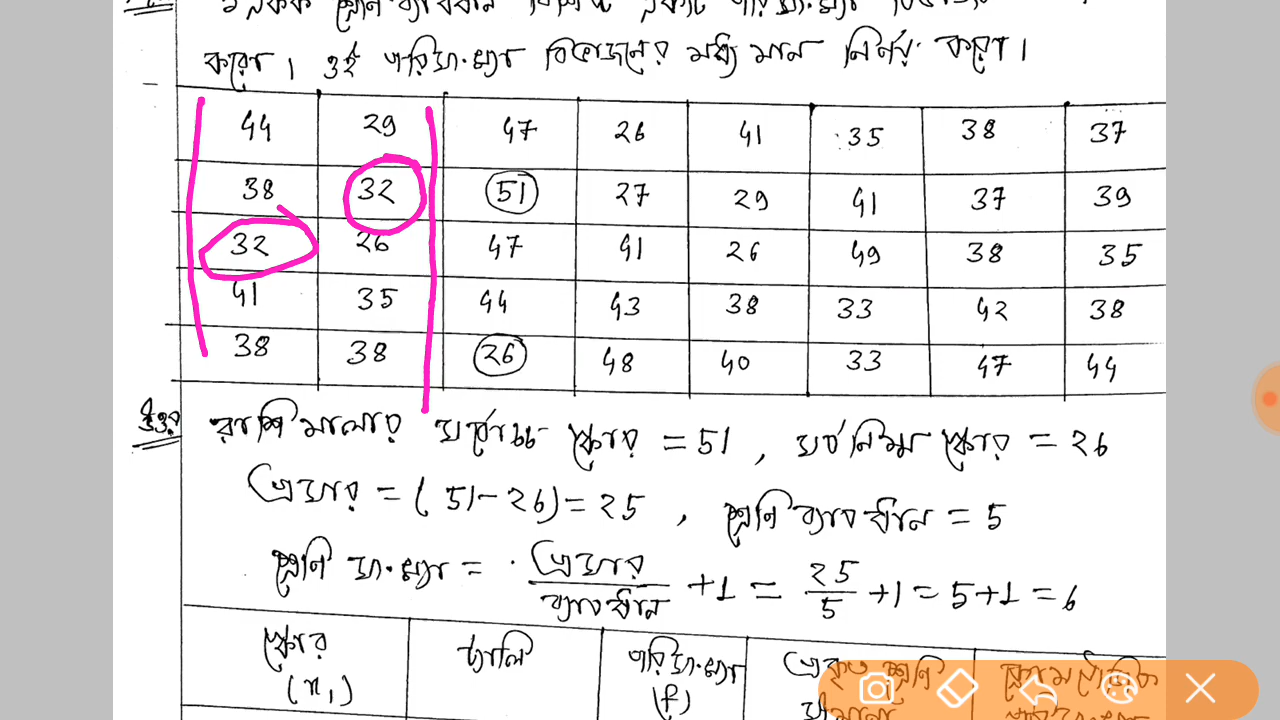 করো। ওই পরিসংখ্যা বিভাজনের মধ্যমান নির্ণয় করো।
44 29 47 26 41 35 38 37
38 32 51 27 29 41 37 39
32 26 47 41 26 49 38 35
41 35 44 43 38 33 42 38
38 38 26 48 40 33 47 44
উত্তর রাশিমালার সর্বোচ্চ স্কোর = 51, সর্বনিম্ন স্কোর = 26
প্রসার = (51-26) = 25, শ্রেণি ব্যবধান = 5
শ্রেণি সংখ্যা = প্রসার / ব্যবধান +1 = 25/5 +1 = 5+1 = 6
স্কোর ট্যালি পরিসংখ্যা প্রকৃত শ্রেণি
(x₁) (f) সীমানা